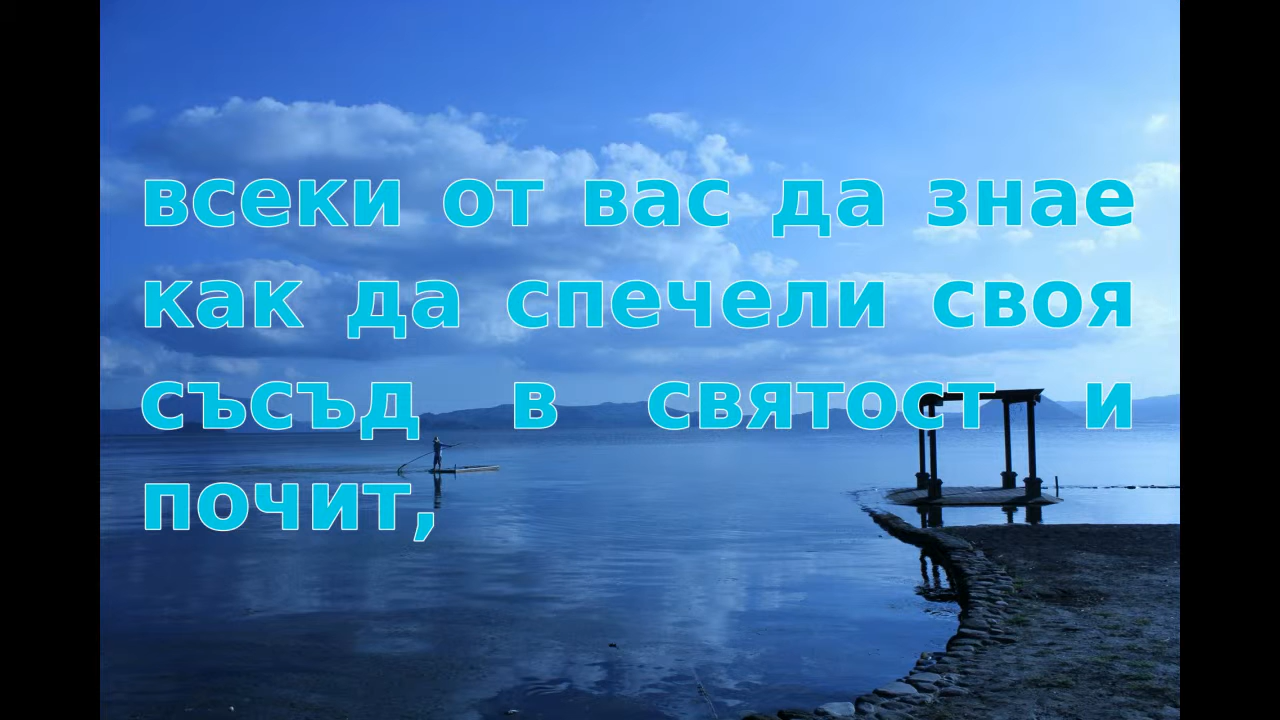 всеки от вас да знае
как да спечели своя
съсъд в святост и
почит,